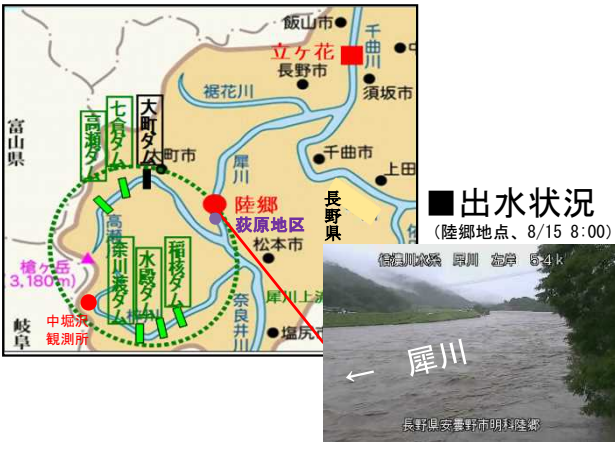 飯山市
千曲川
立ヶ花
長野市
須坂市
裾花川
富山県
高瀬ダム
七倉ダム
大町ダム
大町市
犀川
千曲市
上田
陸郷
萩原地区
長野県
高瀬
松本市
槍ヶ岳
3,180m)
奈川渡ダム
水殿ダム
稲核ダム
奈良井川
犀川上
塩尻市
中堀沢
観測所
岐阜
■出水状況
(陸郷地点、8/15 8:00)
信濃川水系 犀川 左岸 54k
← 犀川
長野県安曇野市明科陸郷